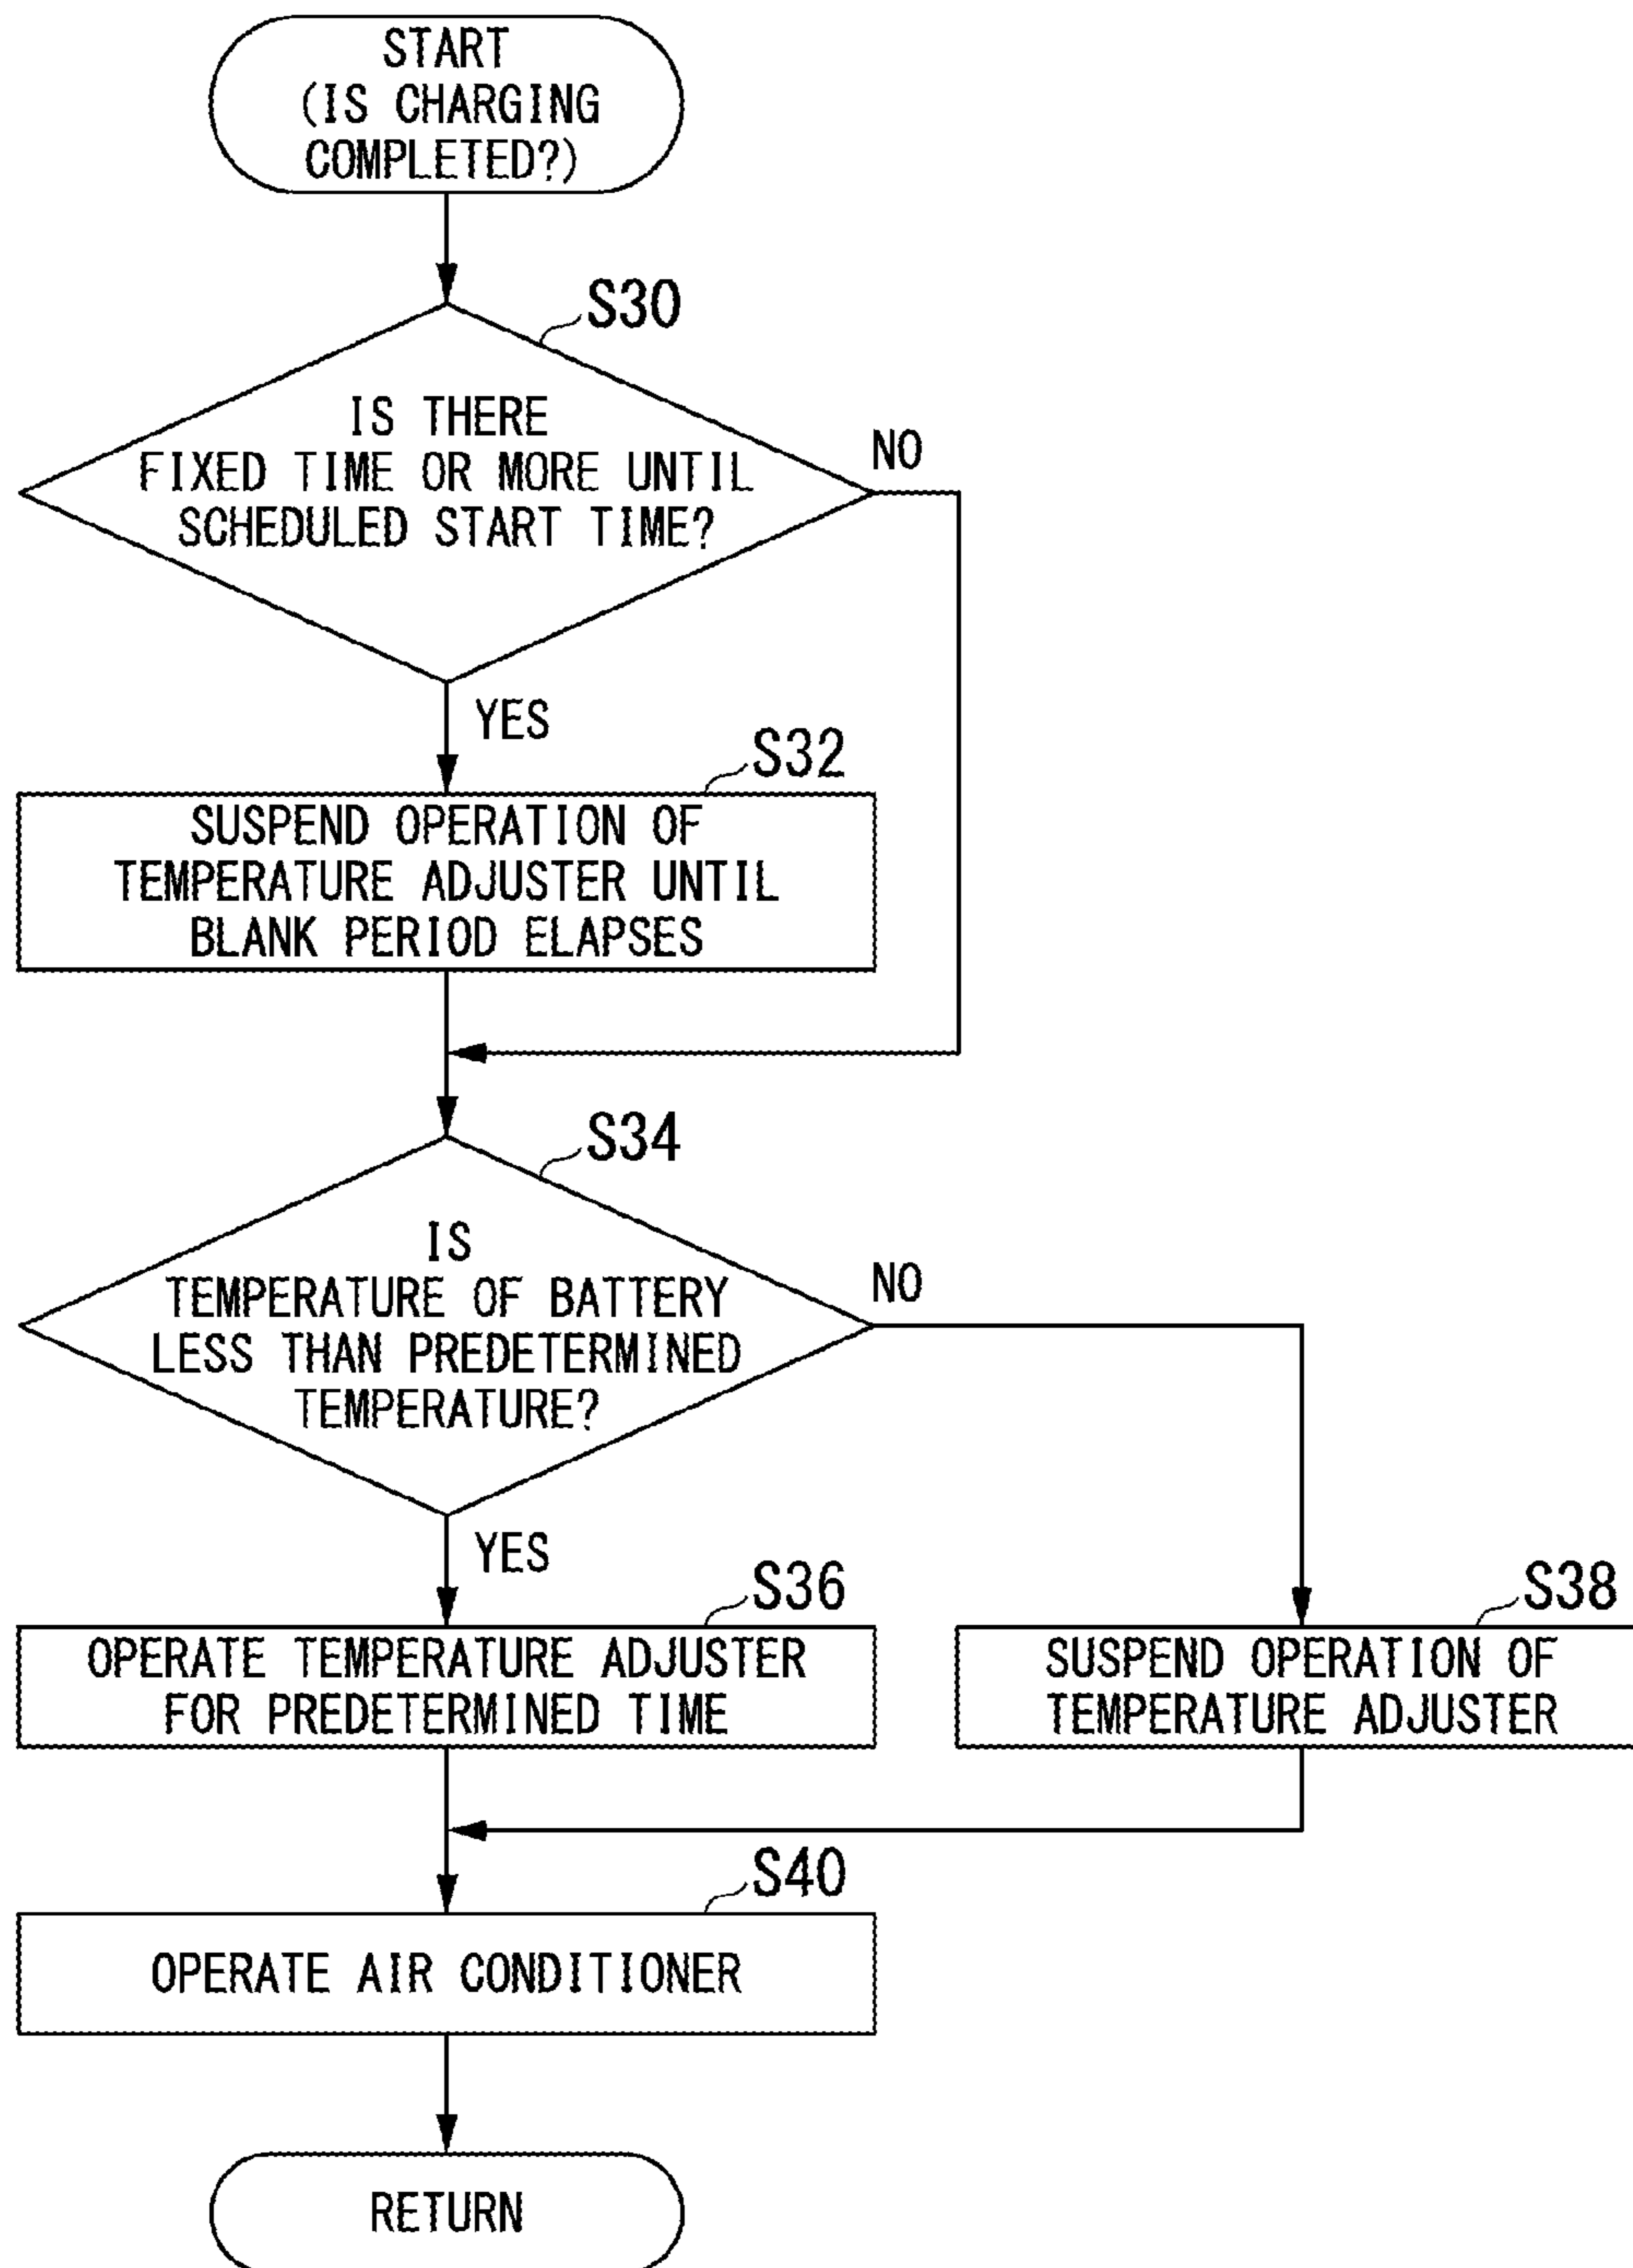 START
(IS CHARGING
COMPLETED?)
S30
IS THERE
FIXED TIME OR MORE UNTIL
SCHEDULED START TIME?
NO
YES
S32
SUSPEND OPERATION OF
TEMPERATURE ADJUSTER UNTIL
BLANK PERIOD ELAPSES
S34
IS
TEMPERATURE OF BATTERY
LESS THAN PREDETERMINED
TEMPERATURE?
NO
YES
S36
OPERATE TEMPERATURE ADJUSTER
FOR PREDETERMINED TIME
S38
SUSPEND OPERATION OF
TEMPERATURE ADJUSTER
S40
OPERATE AIR CONDITIONER
RETURN